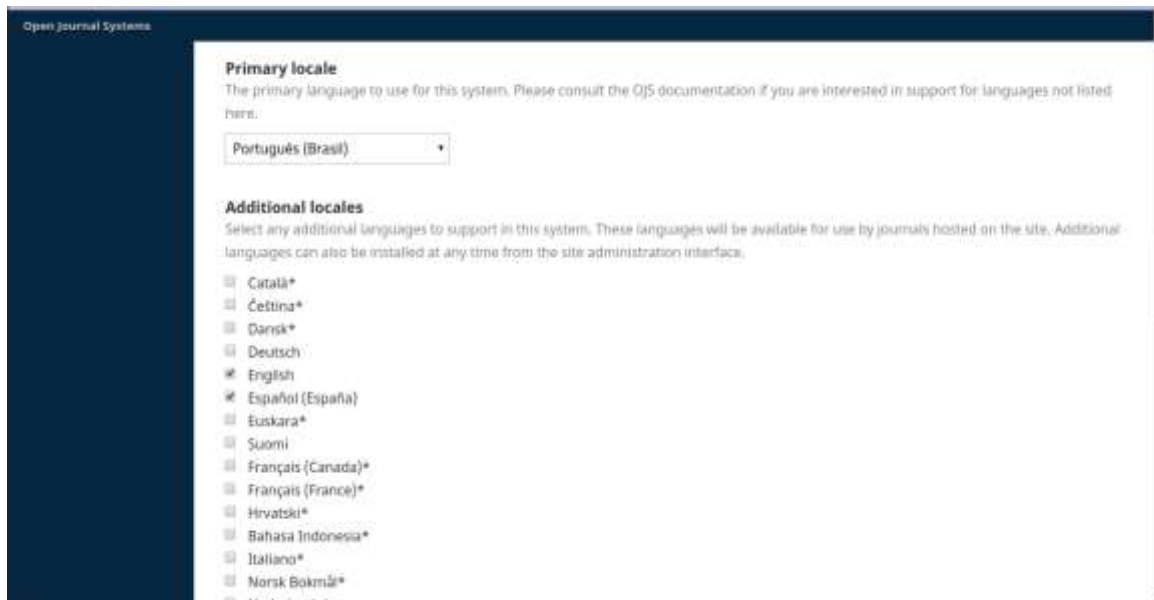 Open Journal Systems
Primary locale
The primary language to use for this system. Please consult the OJS documentation if you are interested in support for languages not listed
here.
Português (Brasil)
Additional locales
Select any additional languages to support in this system. These languages will be available for use by journals hosted on the site. Additional
languages can also be installed at any time from the site administration interface.
Català*
Čeština*
Dansk*
Deutsch
English
Español (España)
Euskara*
Suomi
Français (Canada)*
Français (France)*
Hrvatski*
Bahasa Indonesia*
Italiano*
Norsk Bokmål*